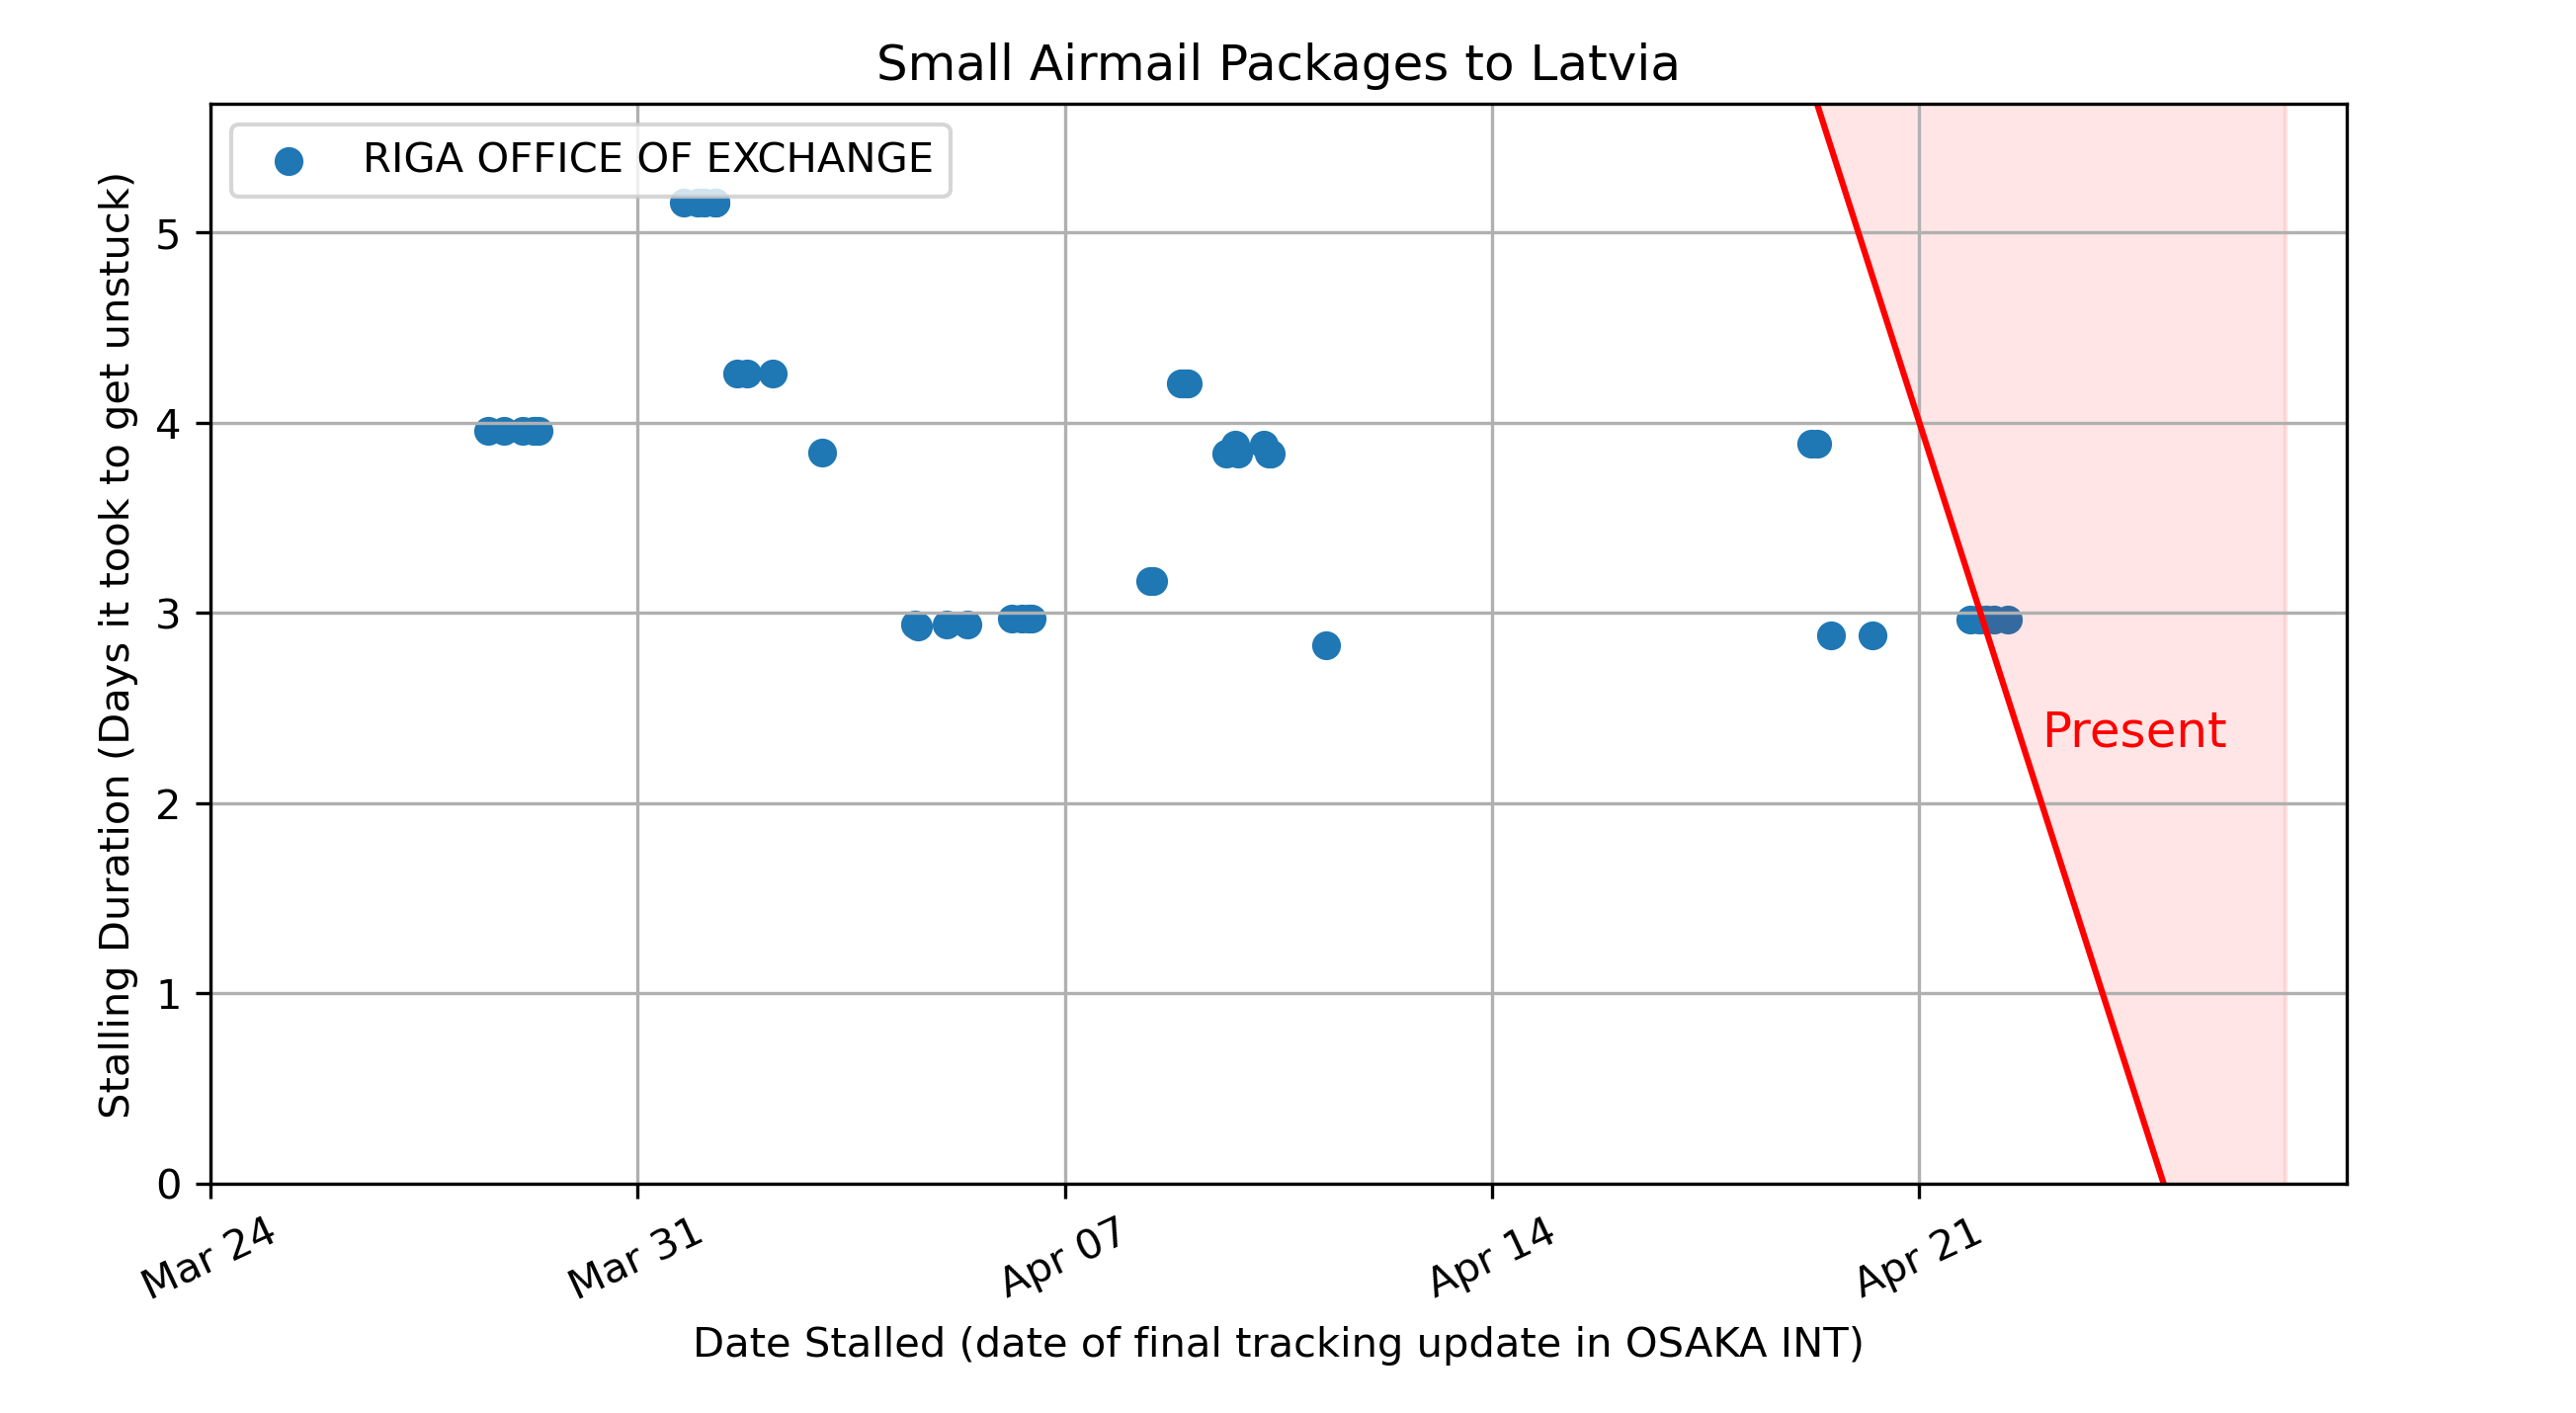 Small Airmail Packages to Latvia
RIGA OFFICE OF EXCHANGE
Stalling Duration (Days it took to get unstuck)
5
4
3
2
1
0
Present
Mar 24
Mar 31
Apr 07
Apr 14
Apr 21
Date Stalled (date of final tracking update in OSAKA INT)